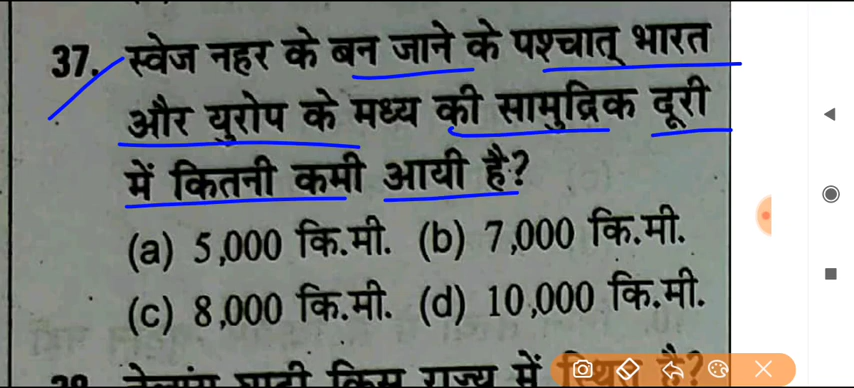 37. स्वेज नहर के बन जाने के पश्चात् भारत
और युरोप के मध्य की सामुद्रिक दूरी
में कितनी कमी आयी है?
(a) 5,000 कि.मी. (b) 7,000 कि.मी.
(c) 8,000 कि.मी. (d) 10,000 कि.मी.
घाटी किस राज्य में स्थित है?